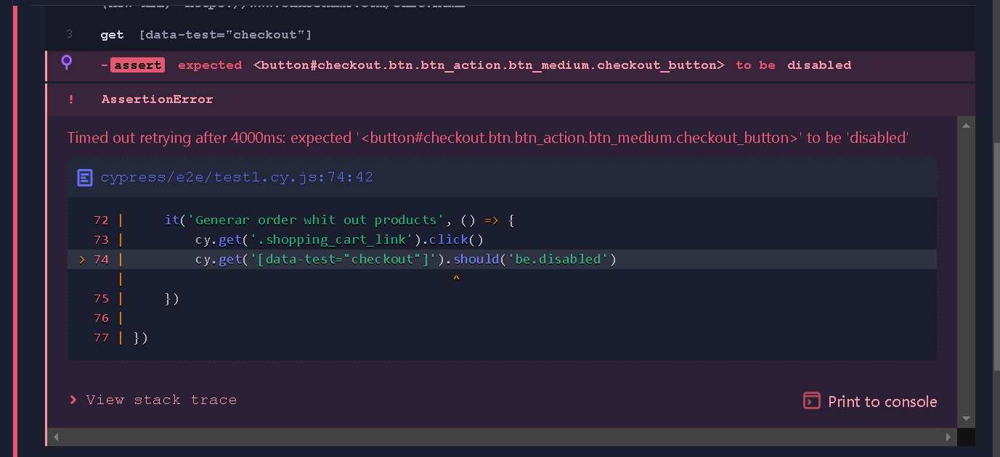 3 get [data-test="checkout"]
-assert expected <button#checkout.btn.btn_action.btn_medium.checkout_button> to be disabled
! AssertionError
Timed out retrying after 4000ms: expected '<button#checkout.btn.btn_action.btn_medium.checkout_button>' to be 'disabled'
cypress/e2e/test1.cy.js:74:42
72 | it('Generar order whit out products', () => {
73 | cy.get('.shopping_cart_link').click()
> 74 | cy.get('[data-test="checkout"]').should('be.disabled')
| ^
75 | })
76 |
77 | })
> View stack trace
Print to console